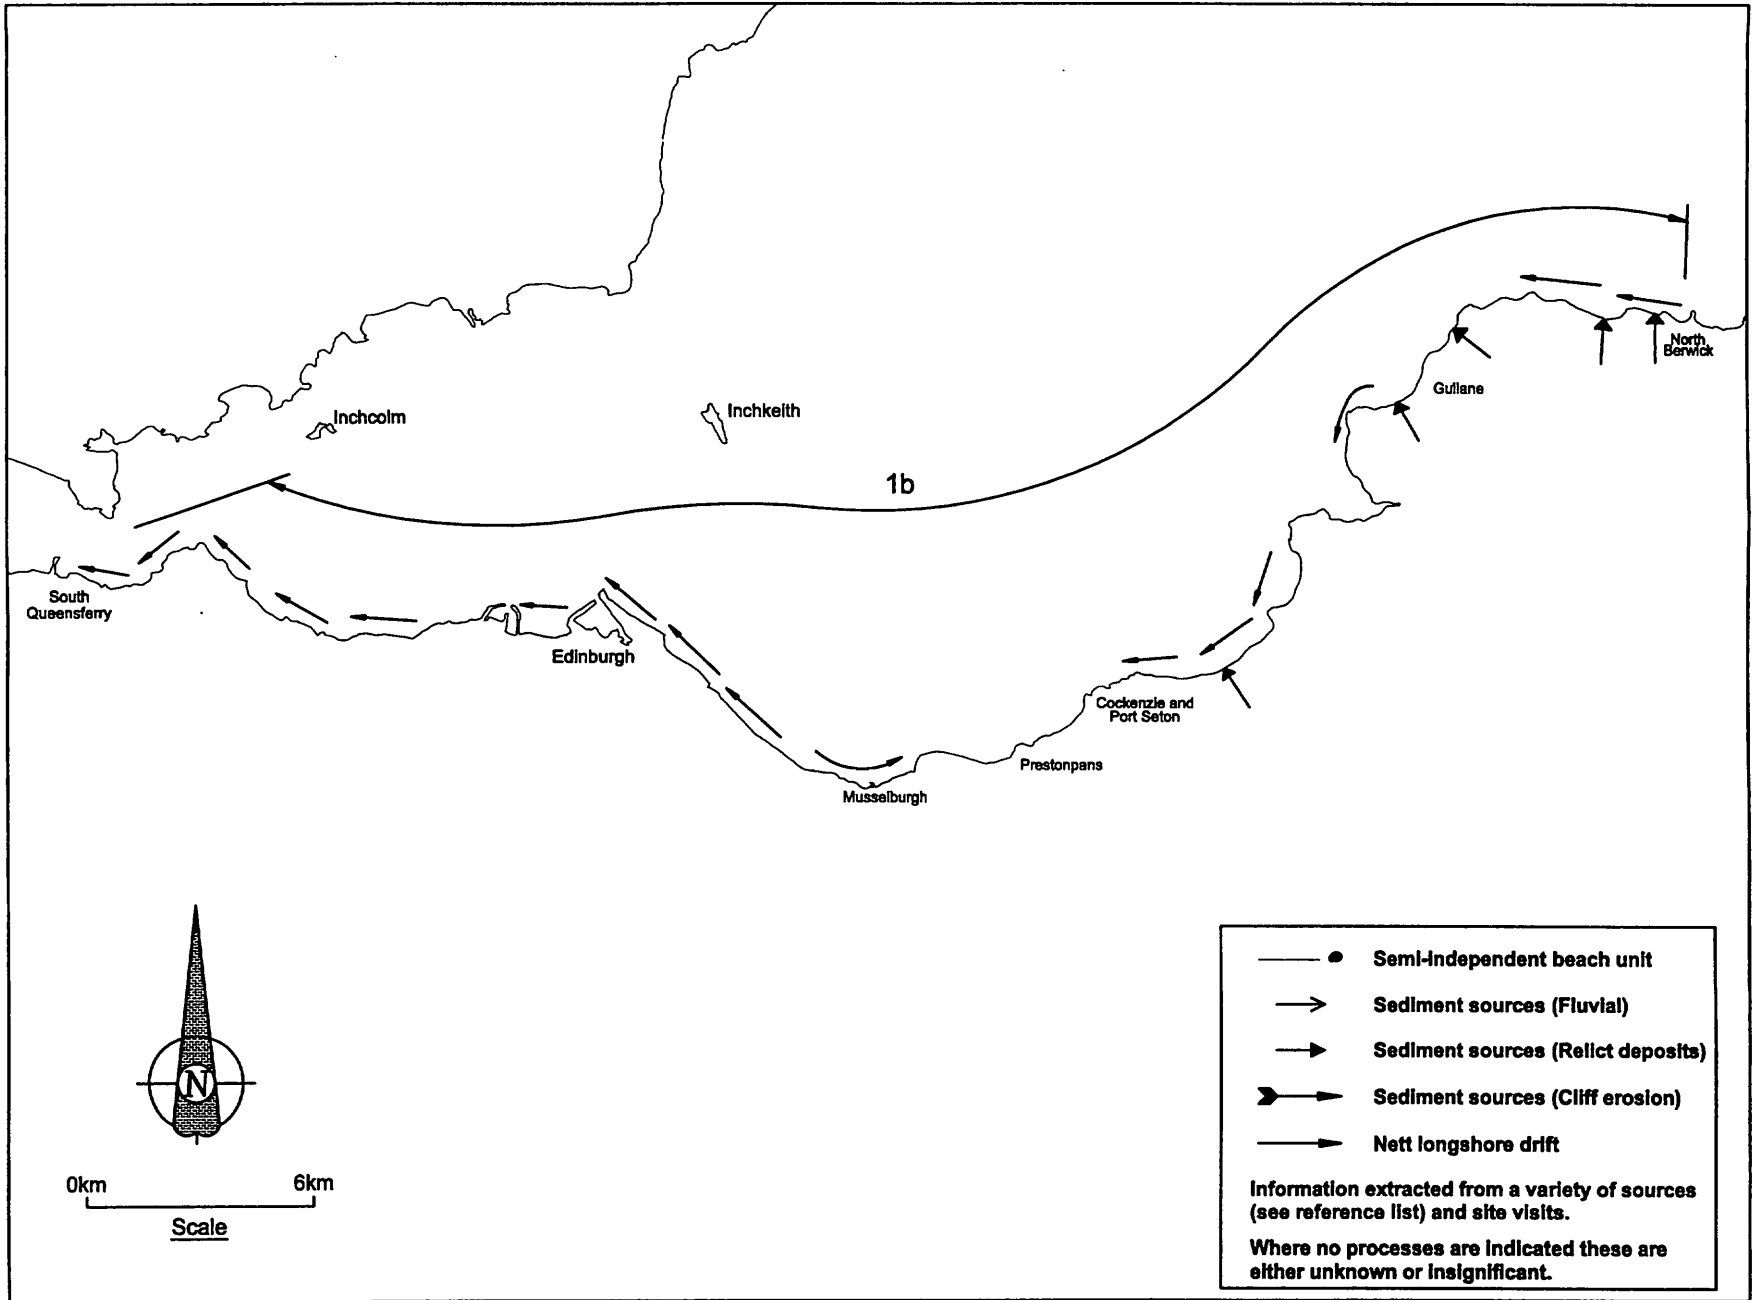 North
Berwick
Gullane
Inchcolm
Inchkeith
1b
South
Queensferry
Edinburgh
Cockenzie and
Port Seton
Prestonpans
Musselburgh
N
0km 6km
Scale
Semi-independent beach unit
Sediment sources (Fluvial)
Sediment sources (Relict deposits)
Sediment sources (Cliff erosion)
Nett longshore drift
Information extracted from a variety of sources
(see reference list) and site visits.
Where no processes are indicated these are
either unknown or insignificant.